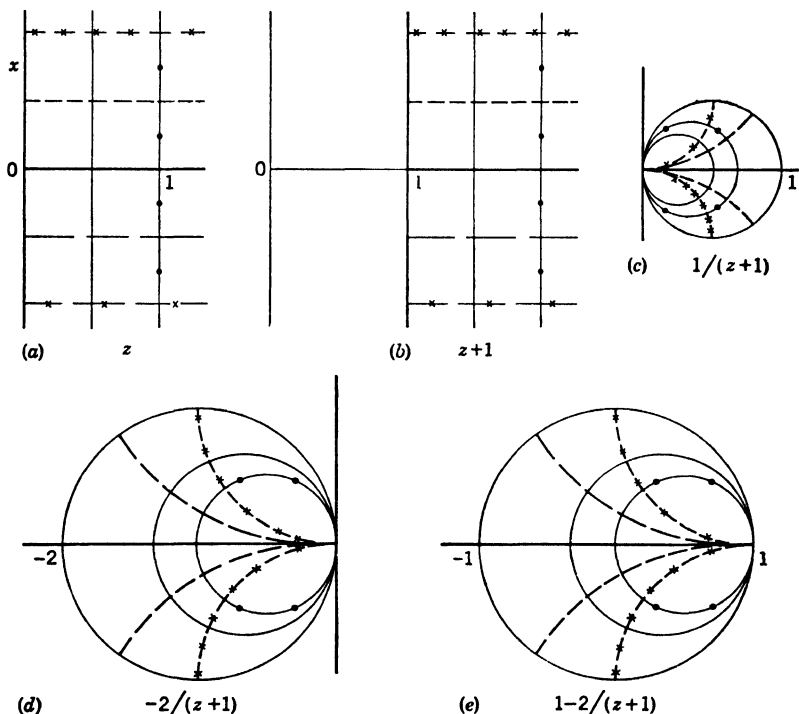 x
0
1
(a) z
0
1
(b) z+1
1
(c) 1/(z+1)
-2
(d) -2/(z+1)
-1
1
(e) 1-2/(z+1)